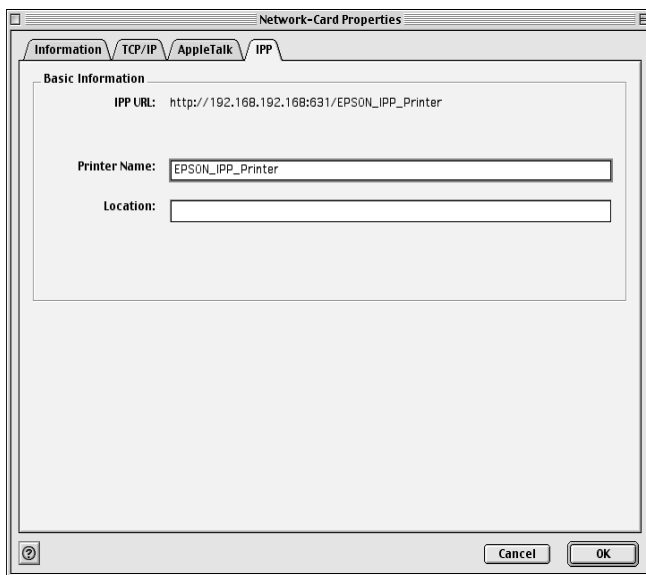 Network-Card Properties
Information TCP/IP AppleTalk IPP
Basic Information
IPP URL: http://192.168.192.168:631/EPSON_IPP_Printer
Printer Name: EPSON_IPP_Printer
Location:
? Cancel OK